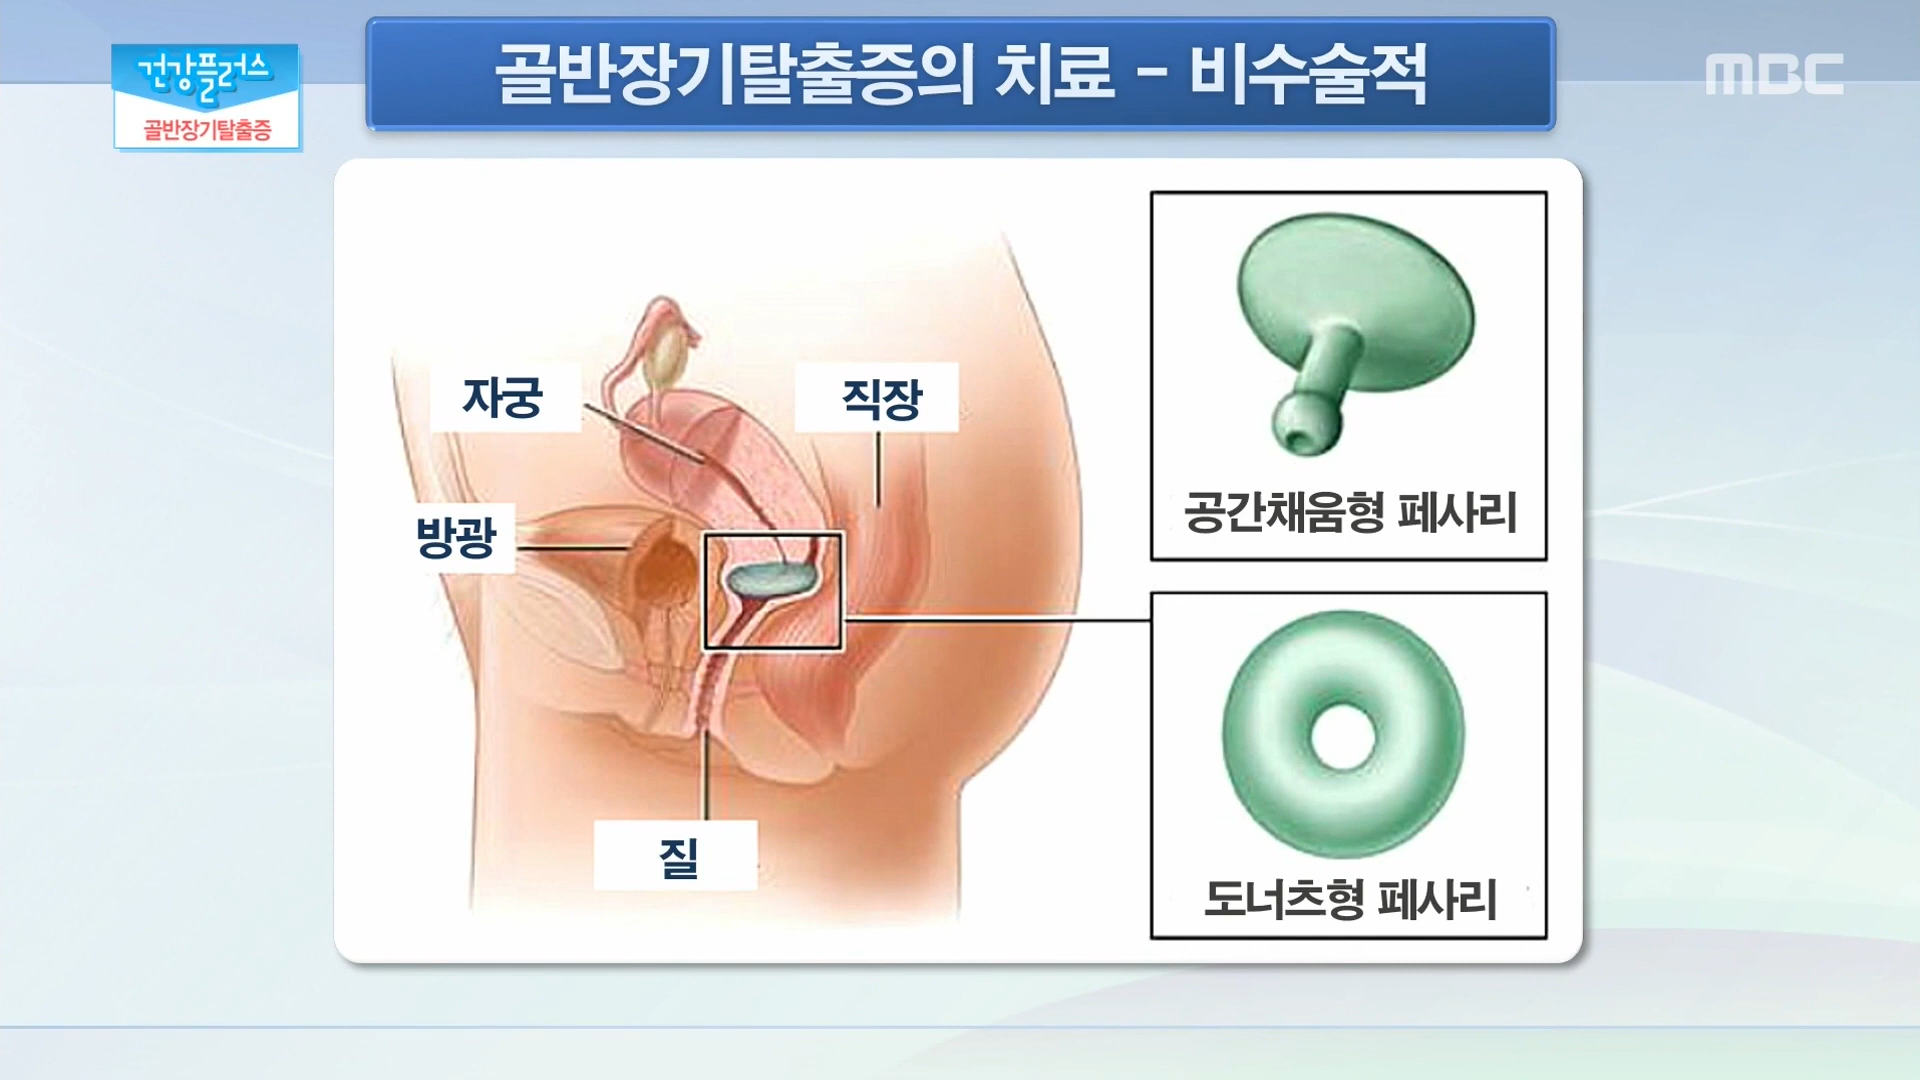 건강플러스
골반장기탈출증
골반장기탈출증의 치료 - 비수술적
MBC
자궁
직장
방광
질
공간채움형 페사리
도너츠형 페사리